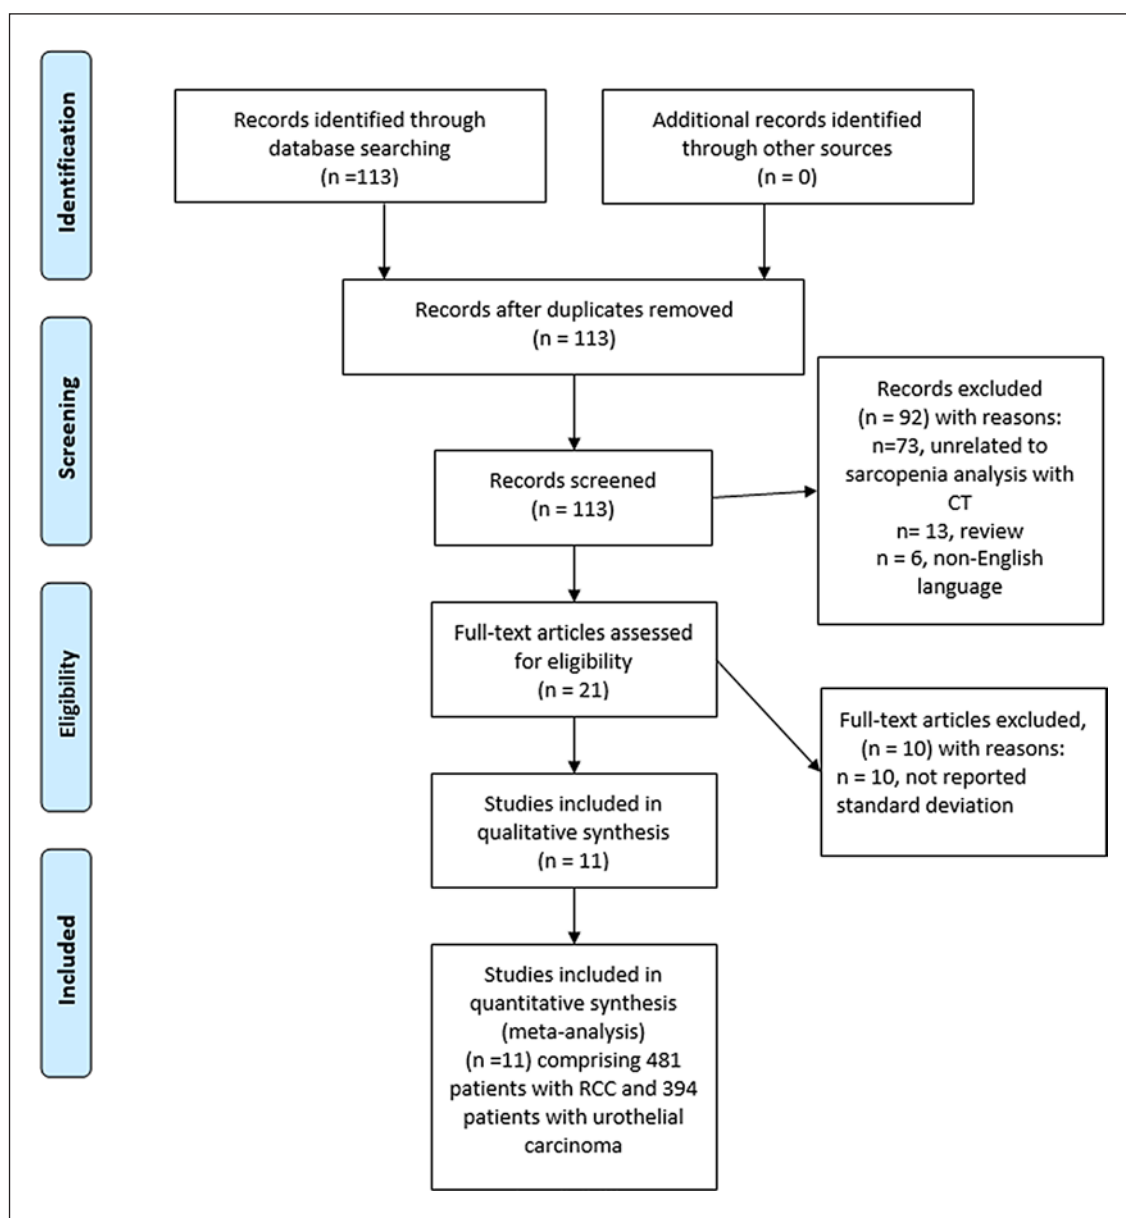 Identification
Records identified through
database searching
(n =113)
Additional records identified
through other sources
(n = 0)
Records after duplicates removed
(n = 113)
Screening
Records screened
(n = 113)
Records excluded
(n = 92) with reasons:
n=73, unrelated to
sarcopenia analysis with
CT
n= 13, review
n = 6, non-English
language
Eligibility
Full-text articles assessed
for eligibility
(n = 21)
Full-text articles excluded,
(n = 10) with reasons:
n = 10, not reported
standard deviation
Studies included in
qualitative synthesis
(n = 11)
Included
Studies included in
quantitative synthesis
(meta-analysis)
(n =11) comprising 481
patients with RCC and 394
patients with urothelial
carcinoma